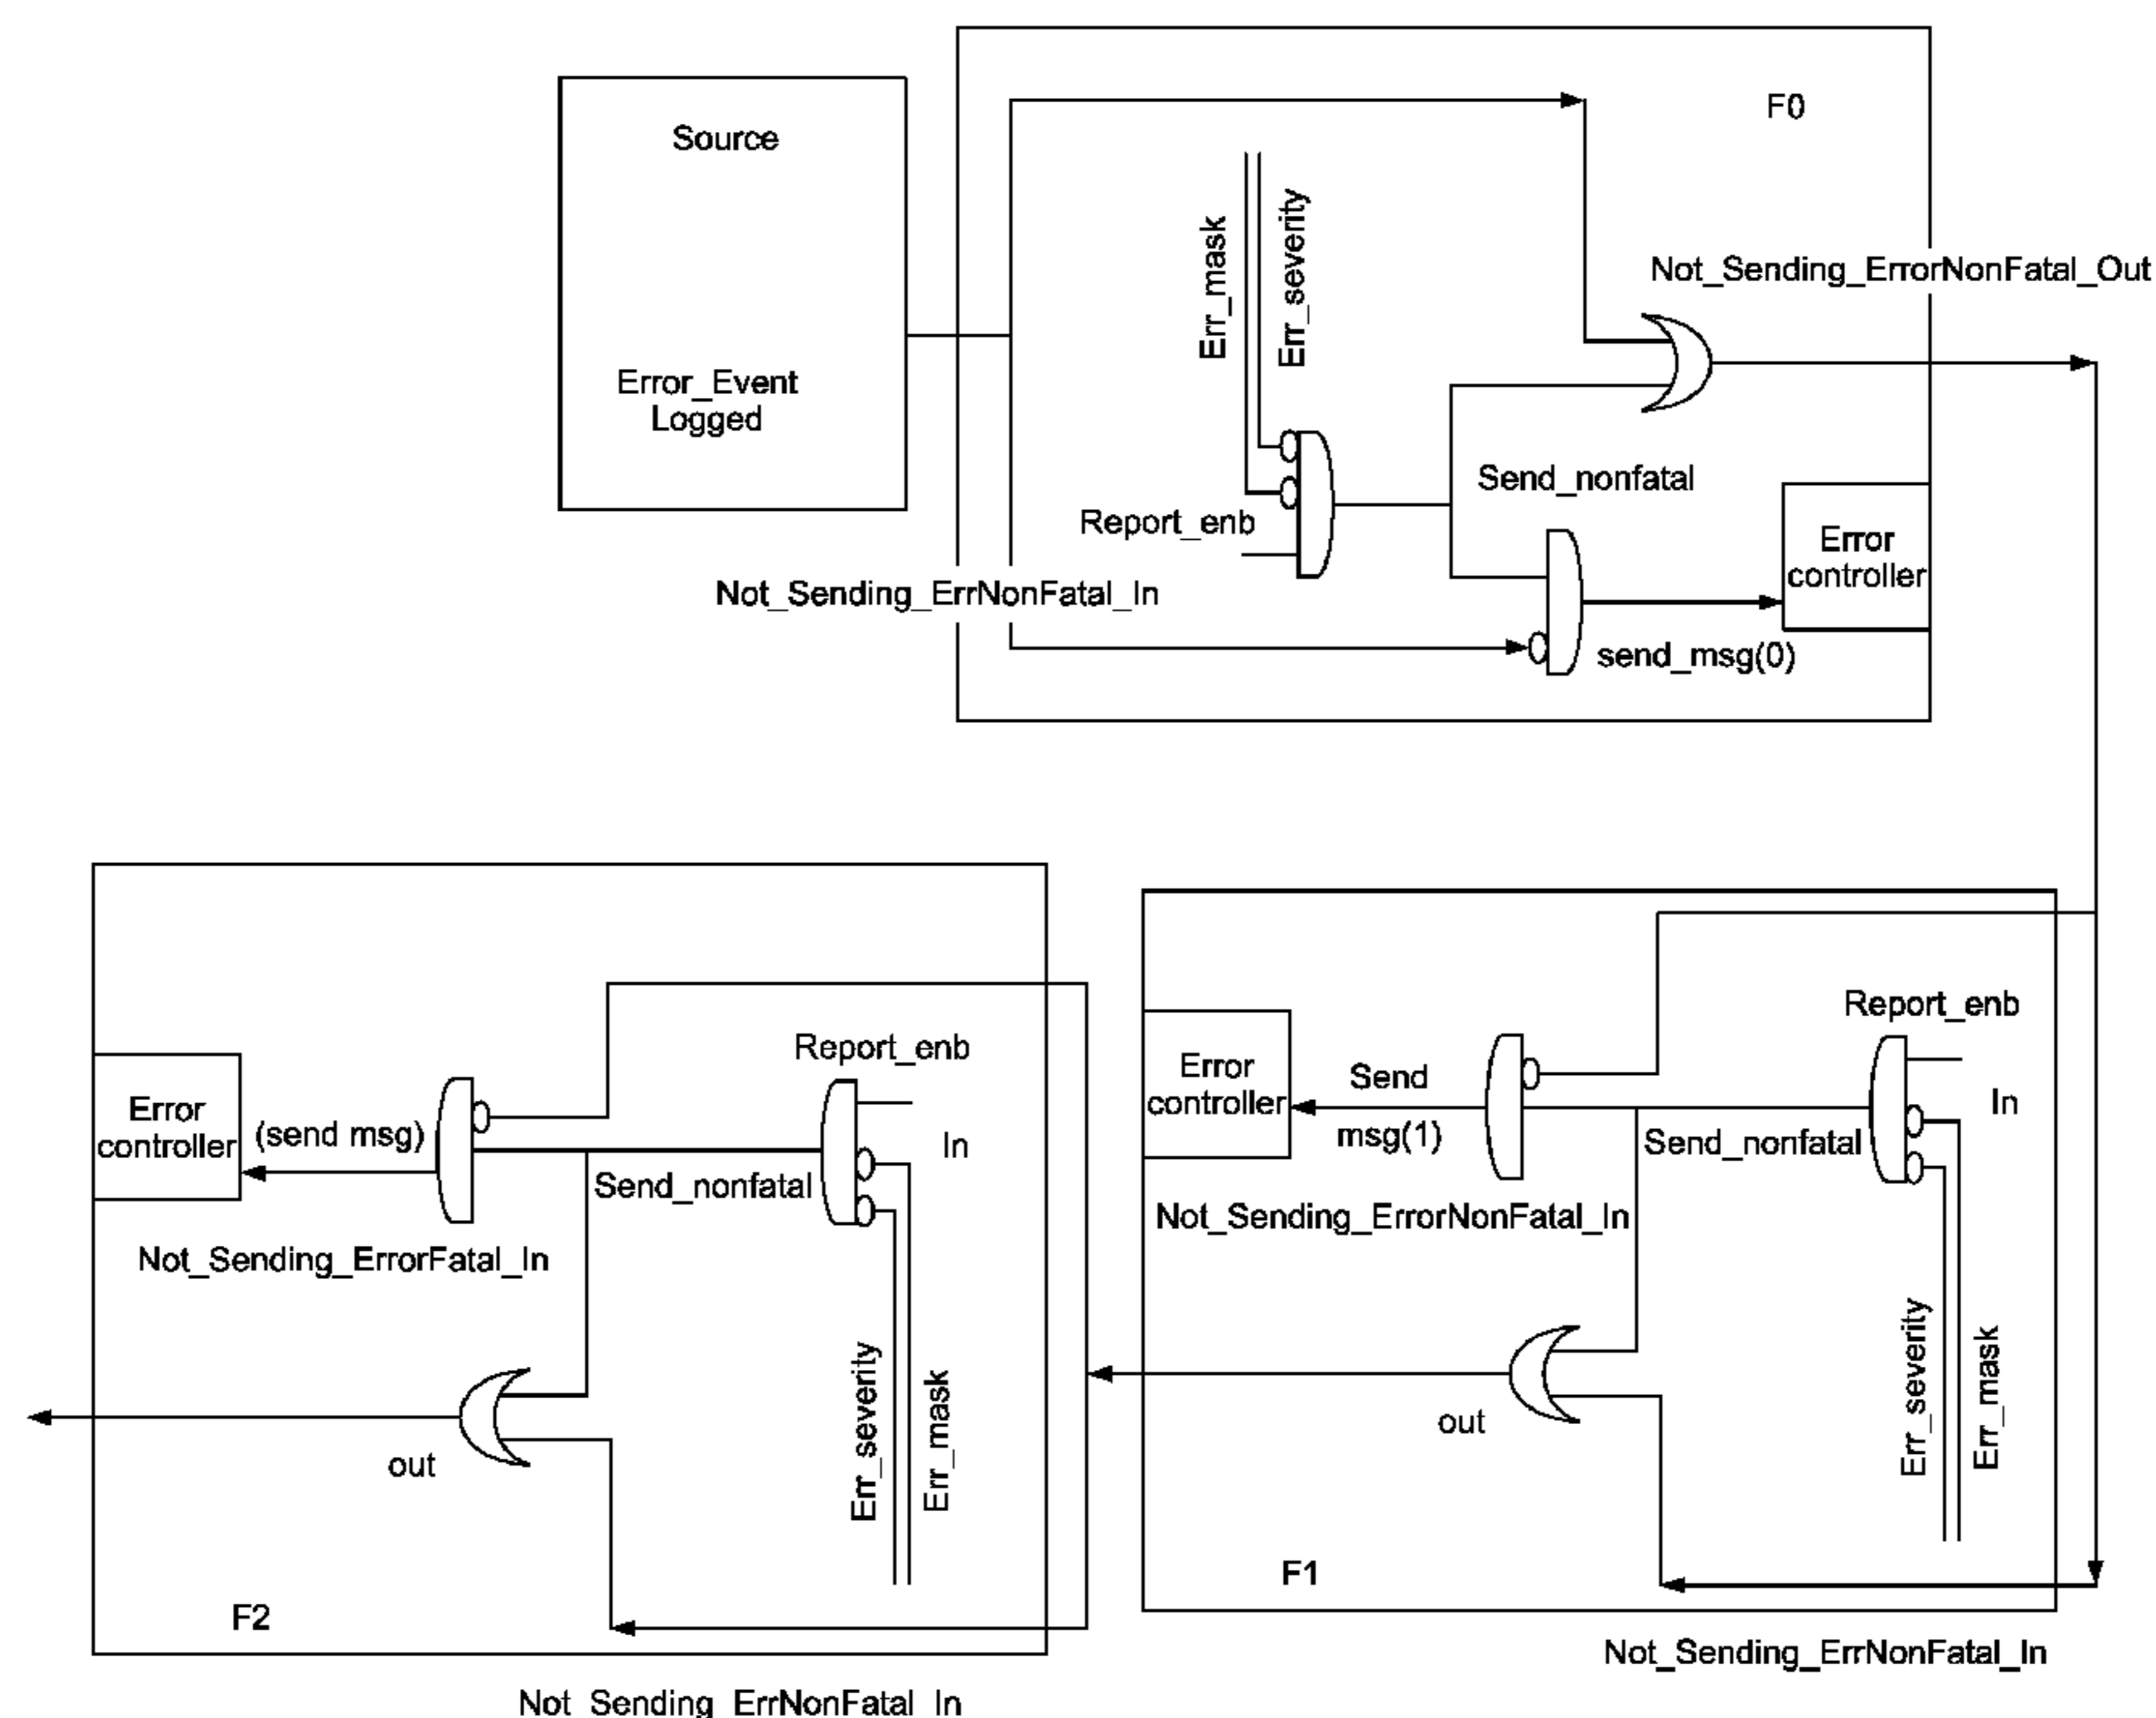 F0
Source
Err_mask
Err_severity
Not_Sending_ErrorNonFatal_Out
Error_Event
Logged
Send_nonfatal
Report_enb
Error
controller
Not_Sending_ErrNonFatal_In
send_msg(0)
Report_enb
Error
controller
(send msg)
In
Send_nonfatal
Not_Sending_ErrorFatal_In
Err_severity
Err_mask
out
F2
Not_Sending_ErrNonFatal_In
Report_enb
Error
controller
Send
msg(1)
In
Send_nonfatal
Not_Sending_ErrorNonFatal_In
Err_severity
Err_mask
out
F1
Not_Sending_ErrNonFatal_In